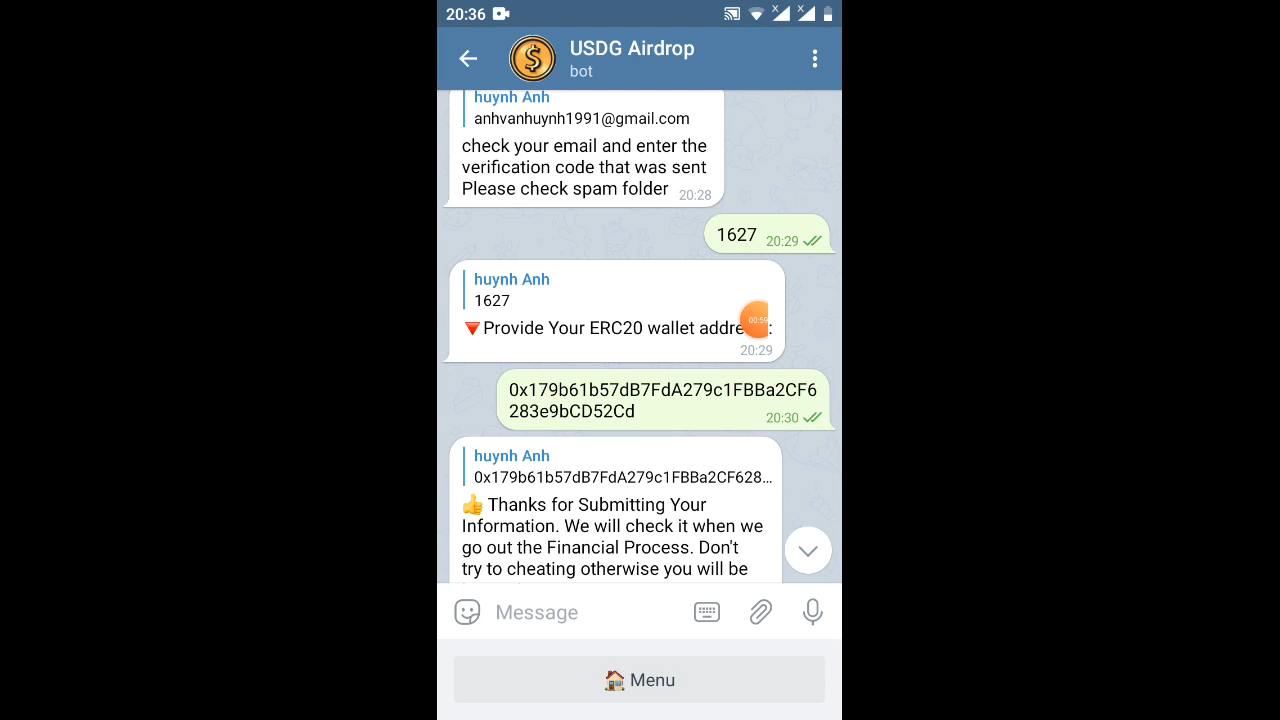 20:36
USDG Airdrop
bot
huynh Anh
anhvanhuynh1991@gmail.com
check your email and enter the
verification code that was sent
Please check spam folder 20:28
1627 20:29
huynh Anh
1627
🔻Provide Your ERC20 wallet addre :
00:59
20:29
0x179b61b57dB7FdA279c1FBBa2CF6
283e9bCD52Cd 20:30
huynh Anh
0x179b61b57dB7FdA279c1FBBa2CF628...
👍 Thanks for Submitting Your
Information. We will check it when we
go out the Financial Process. Don't
try to cheating otherwise you will be
Message
🏠 Menu